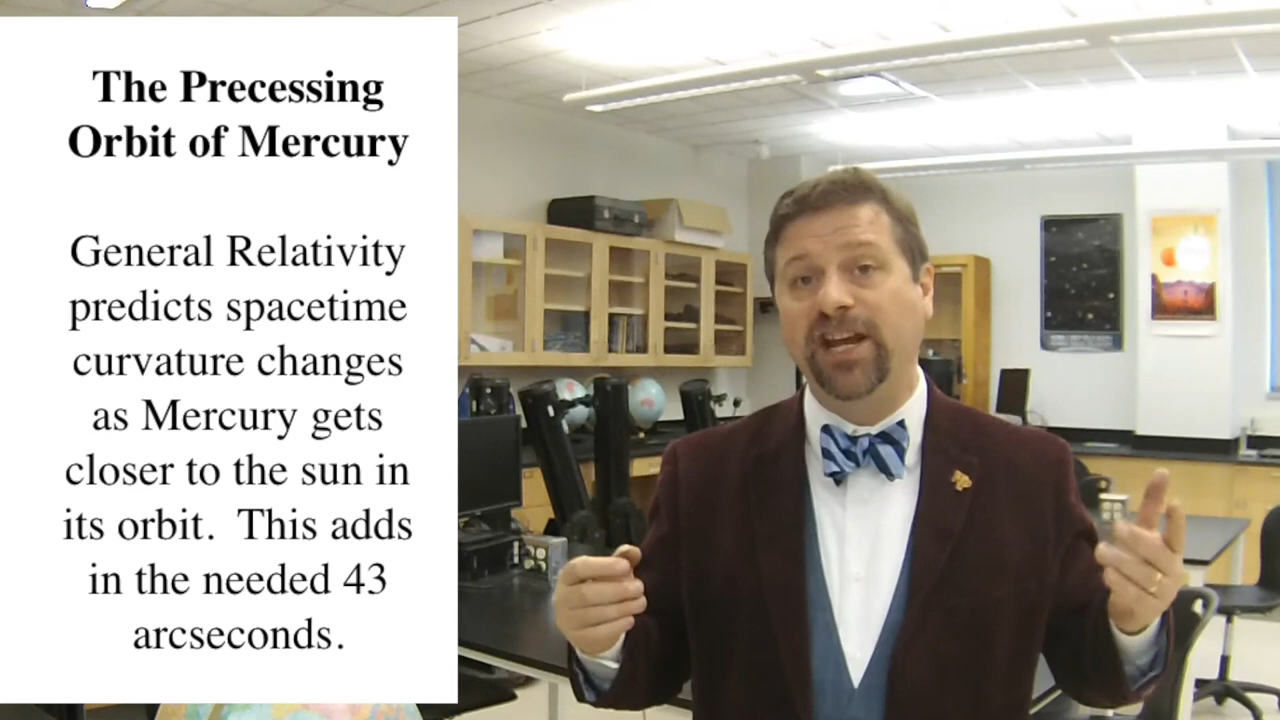 The Precessing
Orbit of Mercury
General Relativity
predicts spacetime
curvature changes
as Mercury gets
closer to the sun in
its orbit.  This adds
in the needed 43
arcseconds.